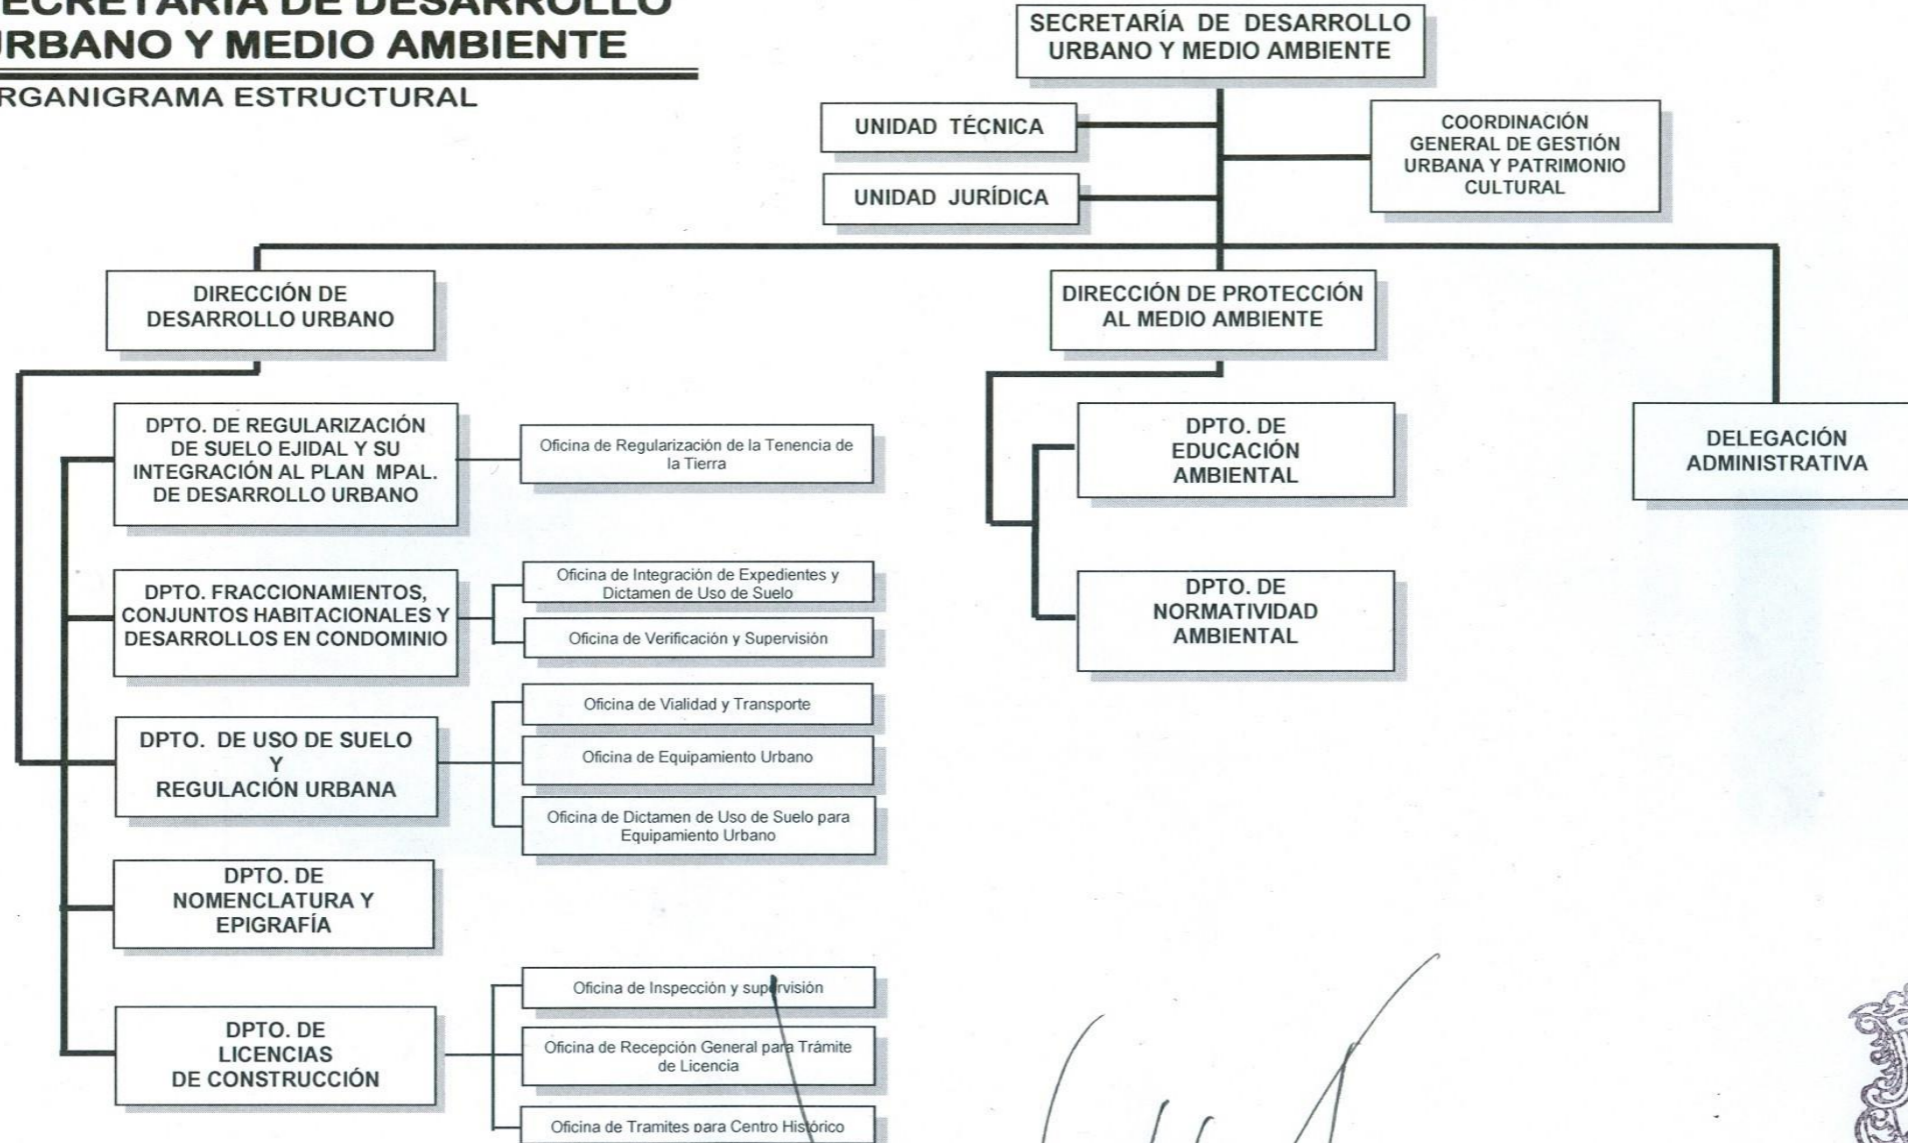 ECRETARÍA DE DESARROLLO
URBANO Y MEDIO AMBIENTE
RGANIGRAMA ESTRUCTURAL
SECRETARÍA DE DESARROLLO
URBANO Y MEDIO AMBIENTE
UNIDAD TÉCNICA
COORDINACIÓN
GENERAL DE GESTIÓN
URBANA Y PATRIMONIO
CULTURAL
UNIDAD JURÍDICA
DIRECCIÓN DE
DESARROLLO URBANO
DIRECCIÓN DE PROTECCIÓN
AL MEDIO AMBIENTE
DELEGACIÓN
ADMINISTRATIVA
DPTO. DE REGULARIZACIÓN
DE SUELO EJIDAL Y SU
INTEGRACIÓN AL PLAN MPAL.
DE DESARROLLO URBANO
Oficina de Regularización de la Tenencia de
la Tierra
DPTO. DE
EDUCACIÓN
AMBIENTAL
DPTO. FRACCIONAMIENTOS,
CONJUNTOS HABITACIONALES Y
DESARROLLOS EN CONDOMINIO
Oficina de Integración de Expedientes y
Dictamen de Uso de Suelo
Oficina de Verificación y Supervisión
DPTO. DE
NORMATIVIDAD
AMBIENTAL
DPTO. DE USO DE SUELO
Y
REGULACIÓN URBANA
Oficina de Vialidad y Transporte
Oficina de Equipamiento Urbano
Oficina de Dictamen de Uso de Suelo para
Equipamiento Urbano
DPTO. DE
NOMENCLATURA Y
EPIGRAFÍA
DPTO. DE
LICENCIAS
DE CONSTRUCCIÓN
Oficina de Inspección y supervisión
Oficina de Recepción General para Trámite
de Licencia
Oficina de Tramites para Centro Histórico